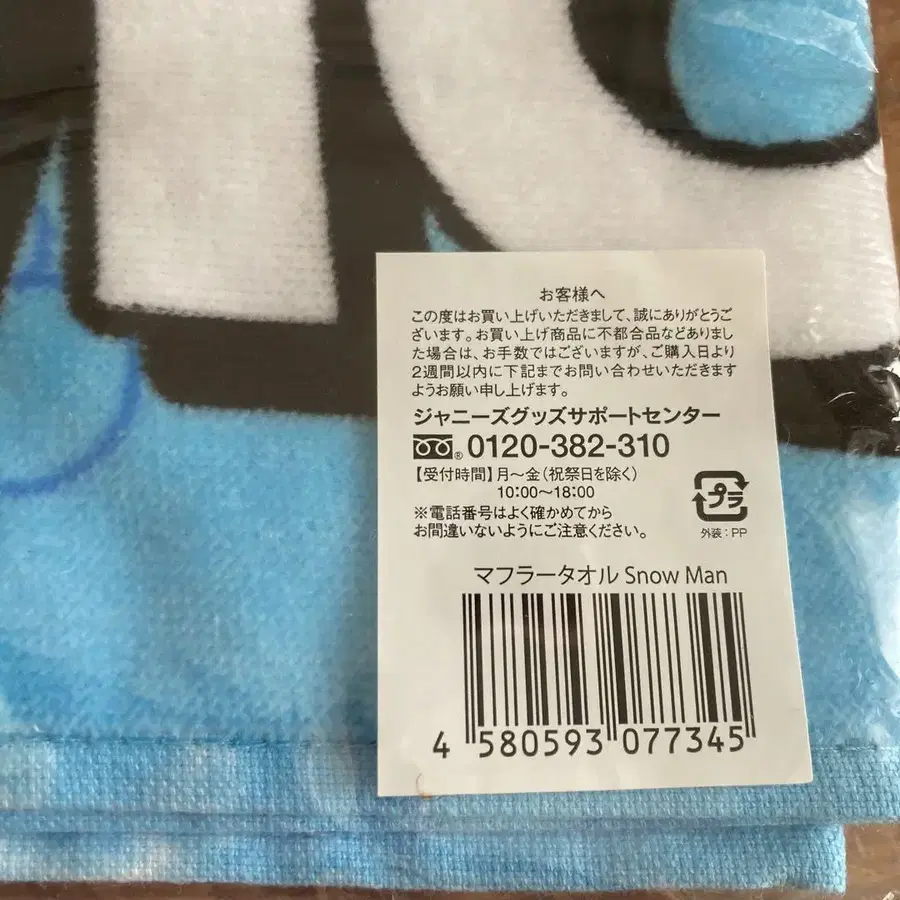 お客様へ
この度はお買い上げいただきまして、誠にありがとうご
ざいます。お買い上げ商品に不都合品などありまし
た場合は、お手数ではございますが、ご購入日より
2週間以内に下記までお問い合わせいただきます
ようお願い申し上げます。
ジャニーズグッズサポートセンター
® 0120-382-310
【受付時間】月〜金(祝祭日を除く)
10:00〜18:00
※電話番号はよく確かめてから
お間違いないようにご注意ください。
プラ
外装:PP
マフラータオル Snow Man
4 580593 077345